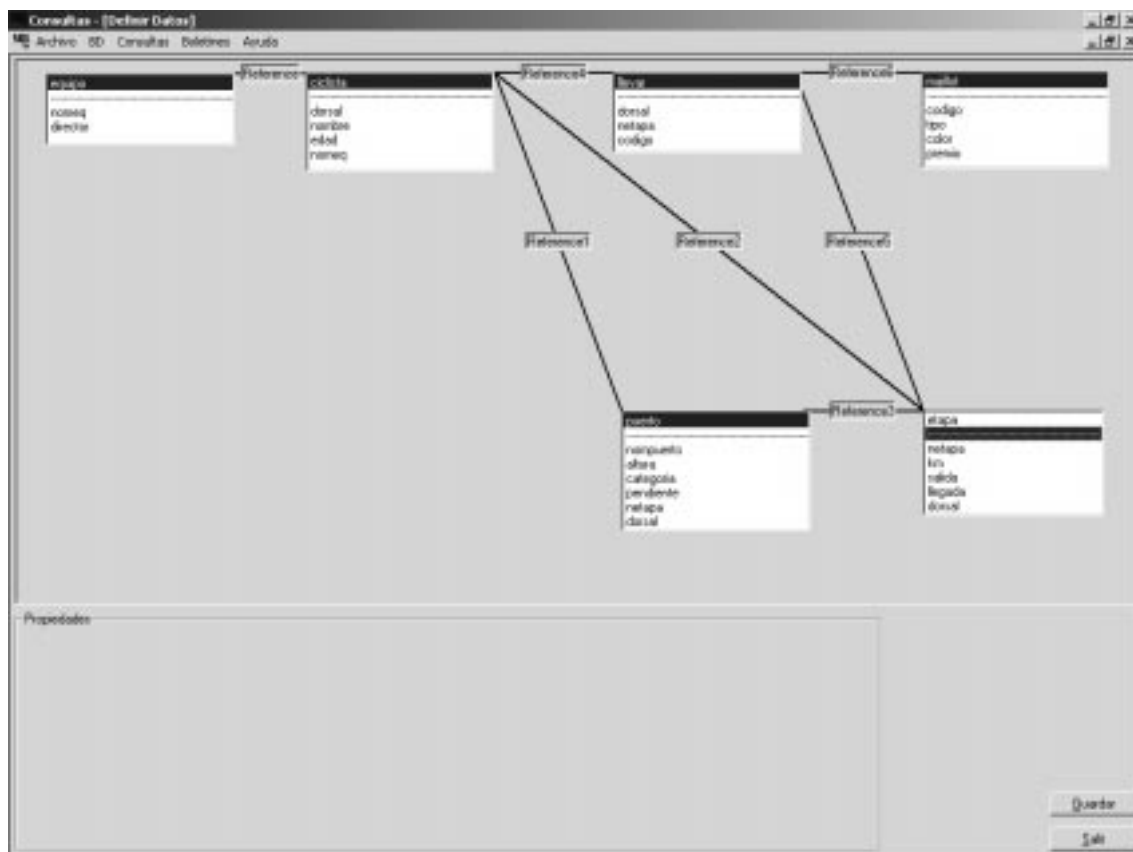 Consultas - [Definir Datos]
Archivo BD Consultas Boletines Ayuda
equipo
nomeq
director
Reference
ciclista
dorsal
nombre
edad
nomeq
Reference4
llevar
dorsal
netapa
codigo
Reference6
maillot
codigo
tipo
color
premio
Reference1
Reference2
Reference5
puerto
nompuerto
altura
categoria
pendiente
netapa
dorsal
Reference3
etapa
netapa
km
salida
llegada
dorsal
Propiedades
Guardar
Salir